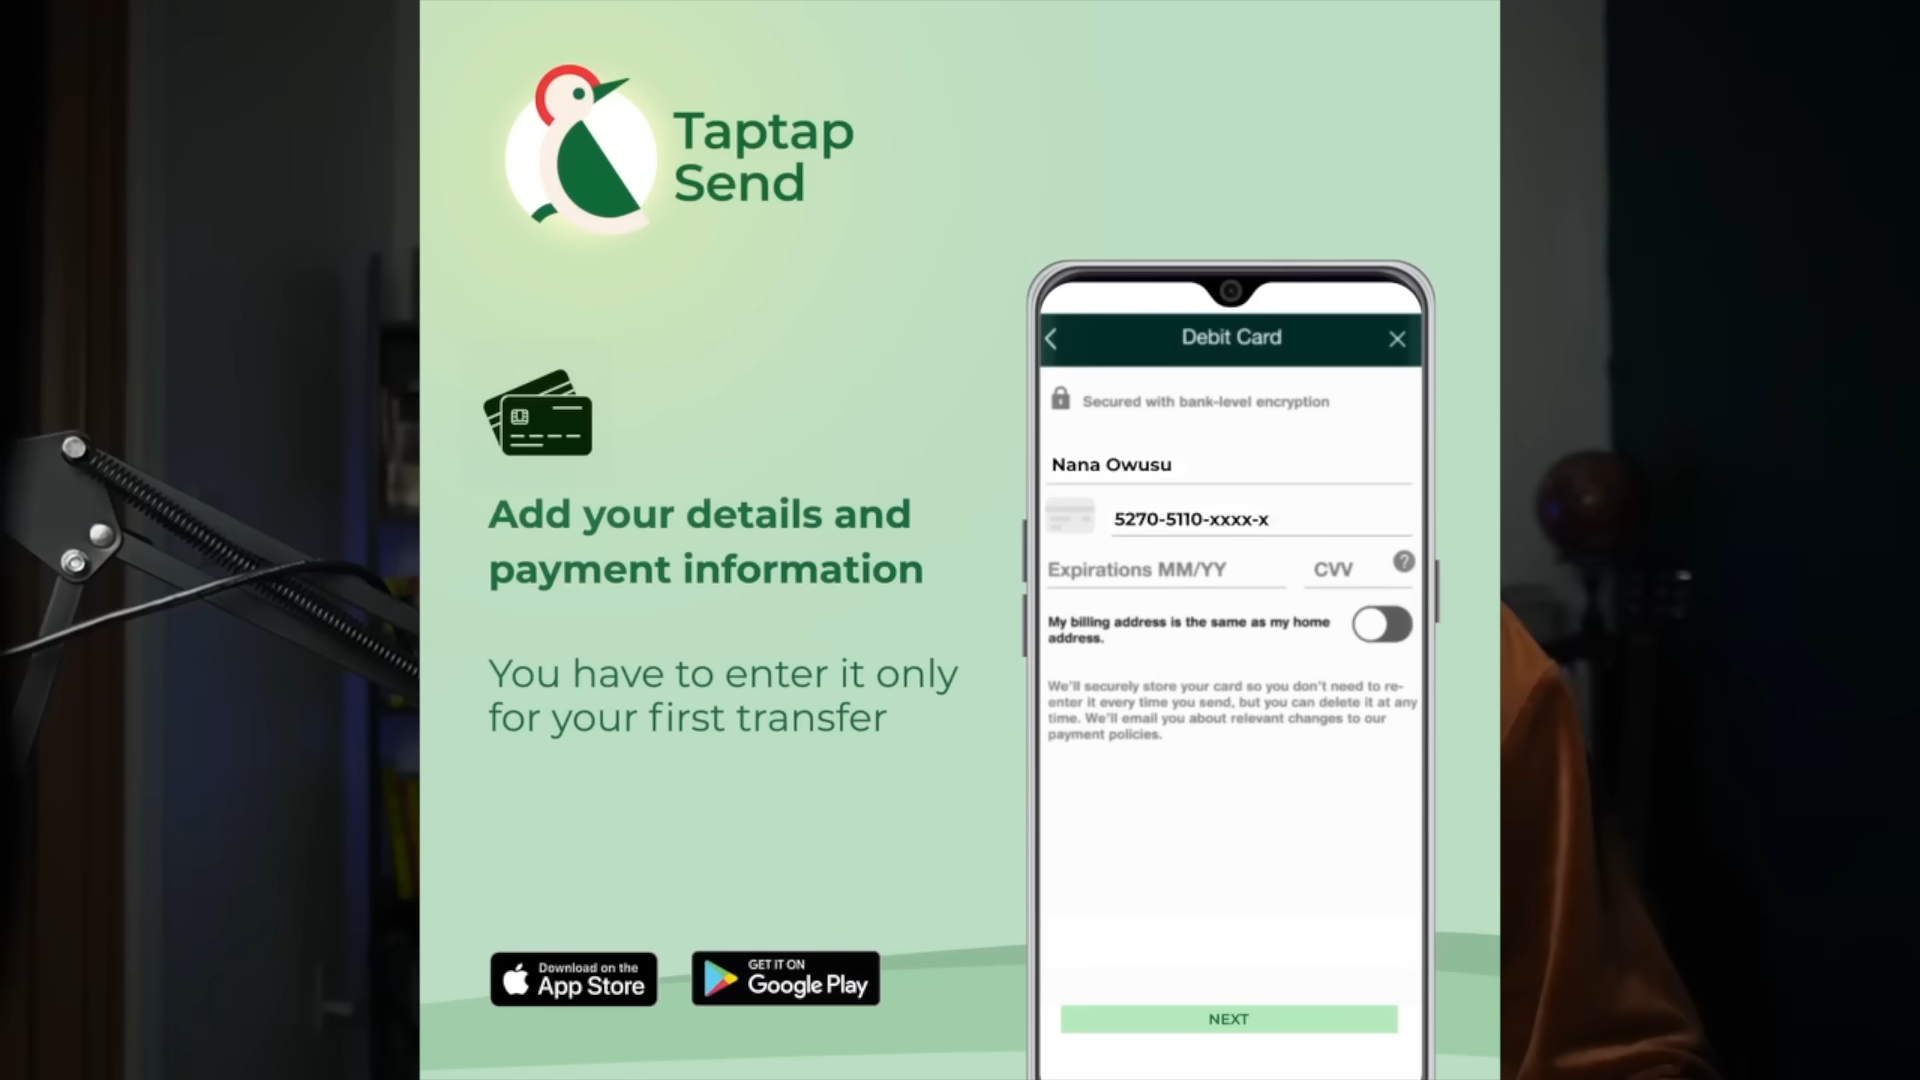 Taptap
Send
Add your details and
payment information
You have to enter it only
for your first transfer
Download on the
App Store
GET IT ON
Google Play
Debit Card
Secured with bank-level encryption
Nana Owusu
5270-5110-xxxx-x
Expirations MM/YY
CVV
?
My billing address is the same as my home
address.
We'll securely store your card so you don't need to re-
enter it every time you send, but you can delete it at any
time. We'll email you about relevant changes to our
payment policies.
NEXT